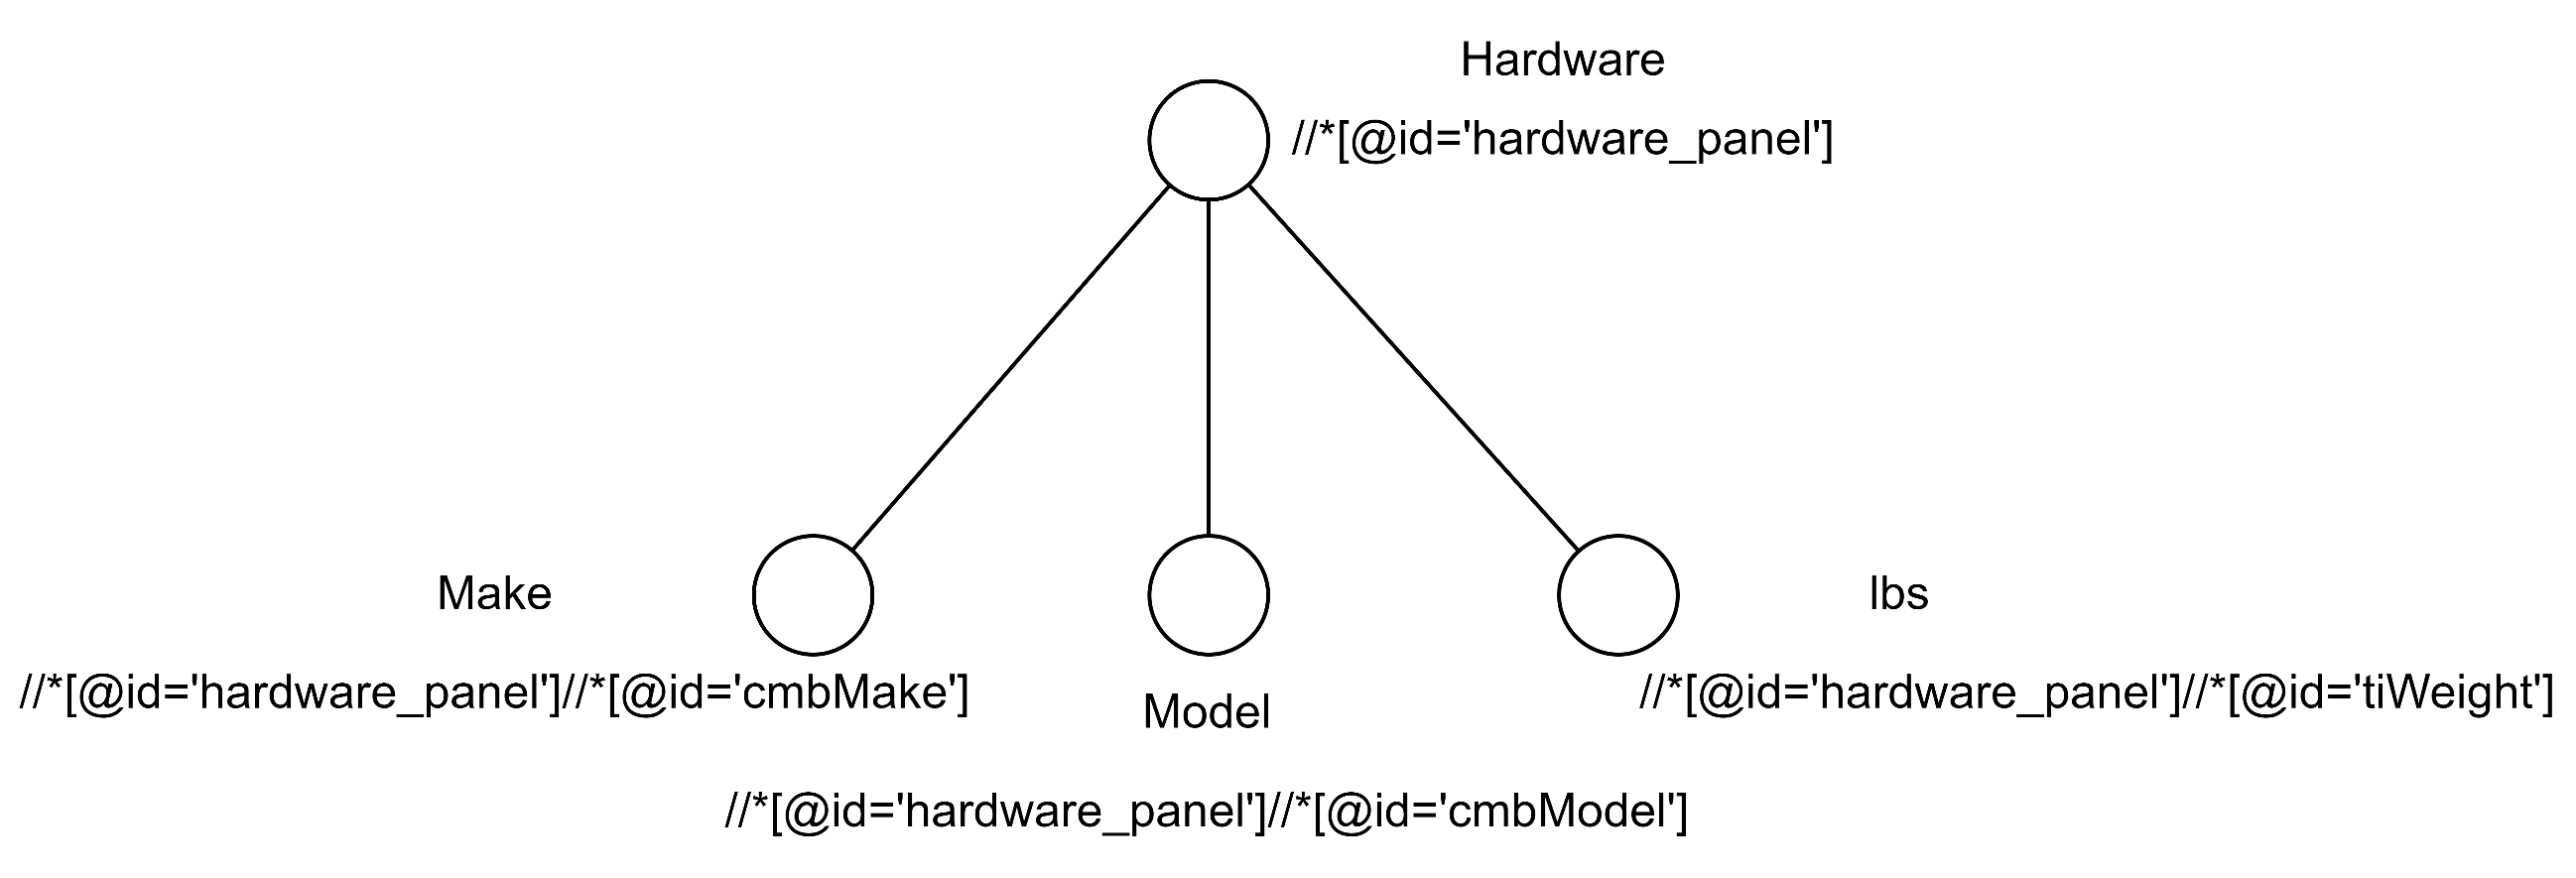 Hardware
//*[@id='hardware_panel']
Make
lbs
//*[@id='hardware_panel']//*[@id='cmbMake']
//*[@id='hardware_panel']//*[@id='tiWeight']
Model
//*[@id='hardware_panel']//*[@id='cmbModel']